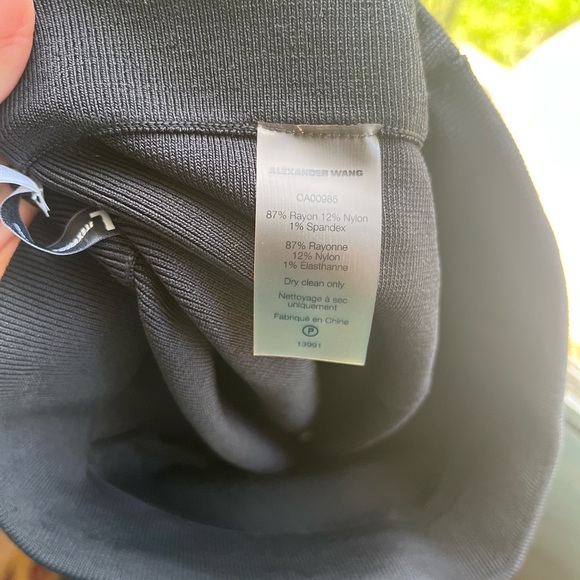 ALEXANDER WANG
CA00985
87% Rayon 12% Nylon
1% Spandex
87% Rayonne
12% Nylon
1% Élasthanne
Dry clean only
Nettoyage à sec
uniquement
Fabriqué en Chine
P
13991
L